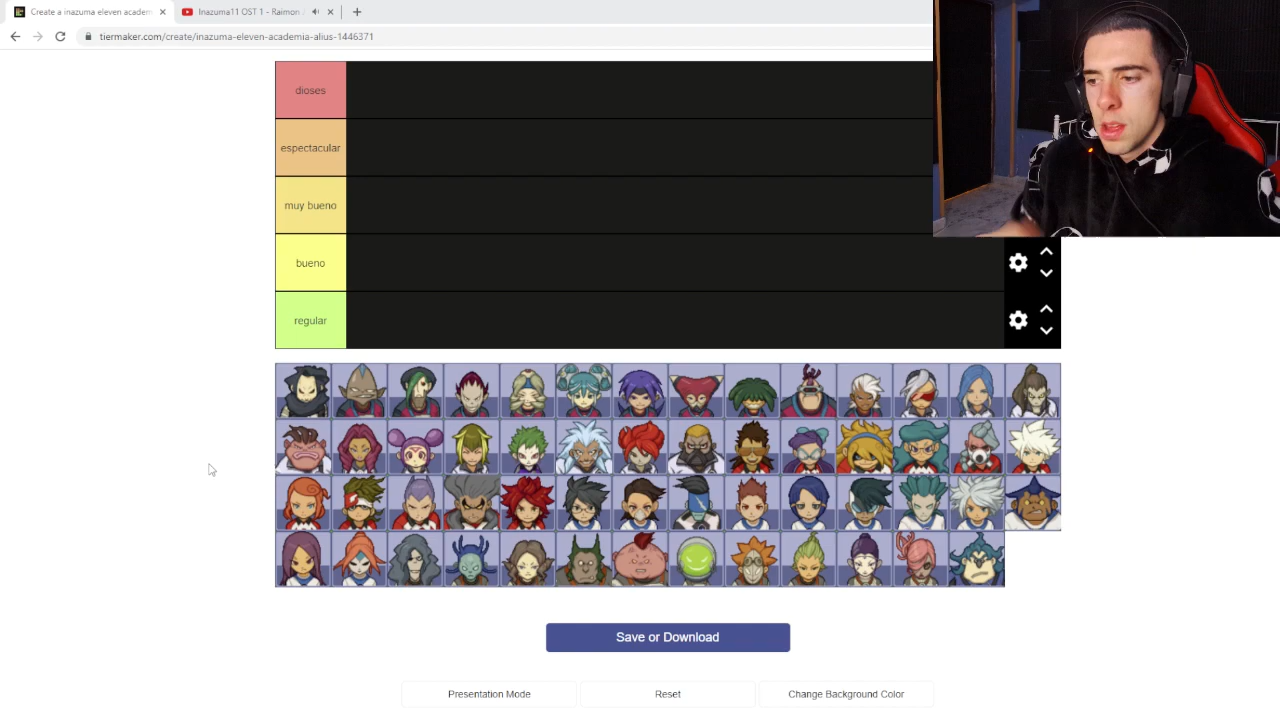 Create a inazuma eleven academ
Inazuma11 OST 1 - Raimon
tiermaker.com/create/inazuma-eleven-academia-alius-1446371
dioses
espectacular
muy bueno
bueno
regular
Save or Download
Presentation Mode
Reset
Change Background Color